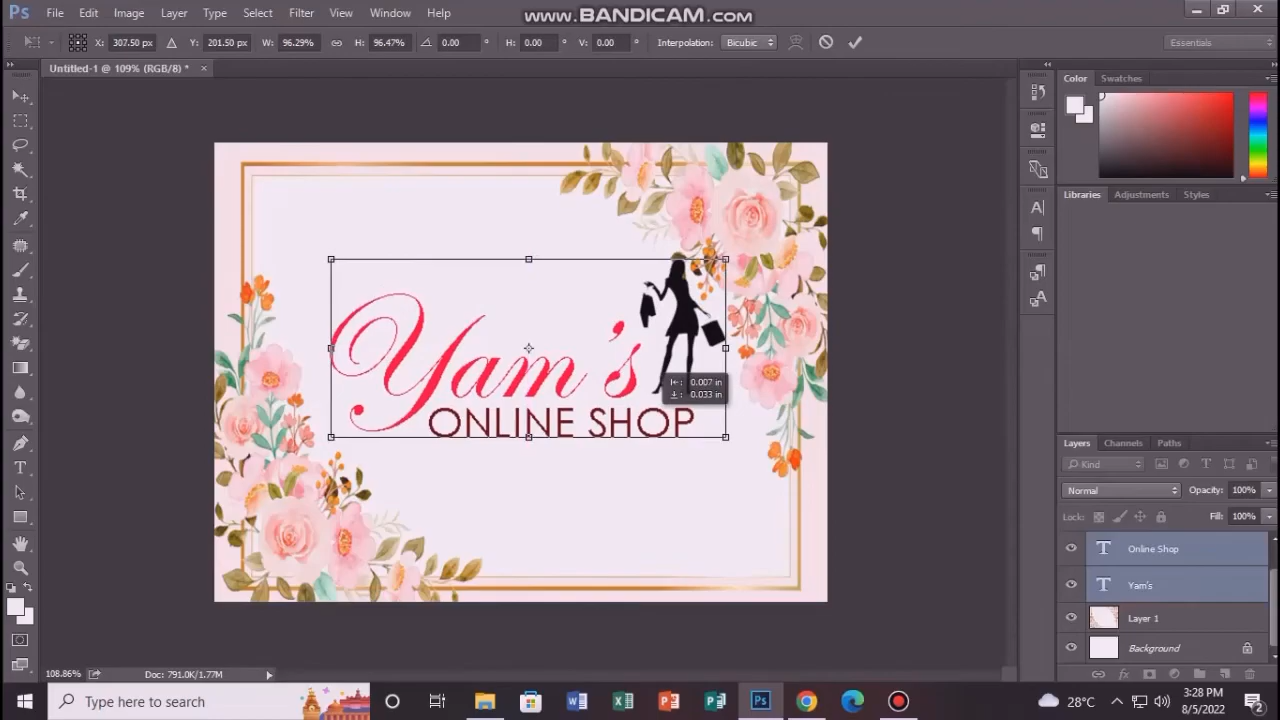 Ps File Edit Image Layer Type Select Filter View Window Help
www.BANDICAM.com
X: 307.50 px Y: 201.50 px W: 96.29% H: 96.47% 0.00 ° H: 0.00 ° V: 0.00 ° Interpolation: Bicubic Essentials
Untitled-1 @ 109% (RGB/8) * ×
Color Swatches
Libraries Adjustments Styles
Yam's
0.007 in
0.033 in
ONLINE SHOP
Layers Channels Paths
Kind
Normal Opacity: 100%
Lock: Fill: 100%
Online Shop
Yam's
Layer 1
Background
108.86% Doc: 791.0K/1.77M
Type here to search
28°C
3:28 PM
8/5/2022
2